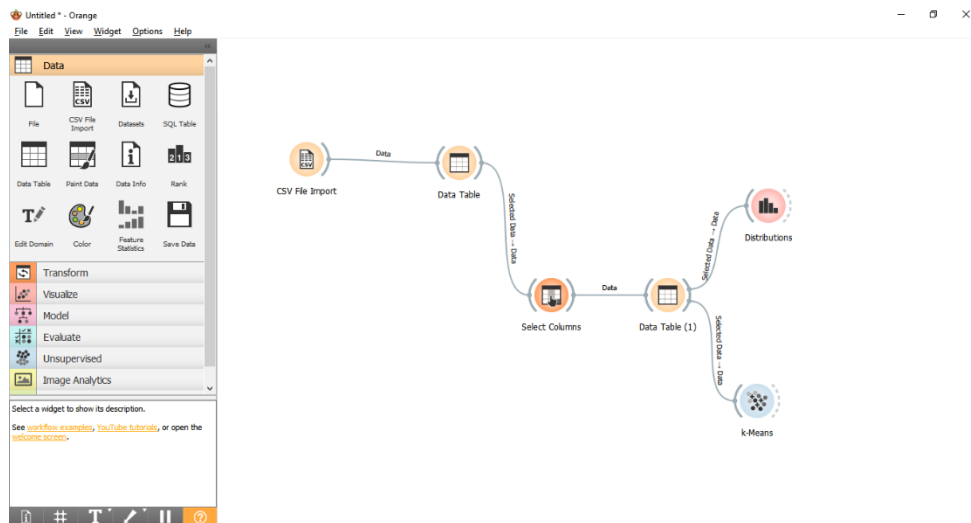 Untitled * - Orange
File Edit View Widget Options Help
Data
File
CSV File
Import
Datasets
SQL Table
Data Table
Paint Data
Data Info
Rank
Edit Domain
Color
Feature
Statistics
Save Data
Transform
Visualize
Model
Evaluate
Unsupervised
Image Analytics
Select a widget to show its description.
See workflow examples, YouTube tutorials, or open the
welcome screen.
CSV File Import
Data
Data Table
Selected Data → Data
Select Columns
Data
Data Table (1)
Selected Data → Data
Distributions
Selected Data → Data
k-Means